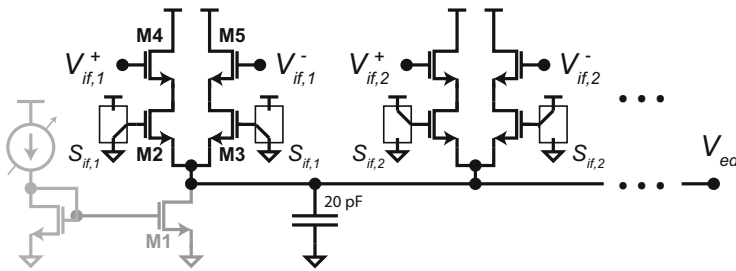 M4 M5
V⁺if,1 V⁻if,1 V⁺if,2 V⁻if,2
Sif,1 M2 M3 Sif,1 Sif,2 Sif,2
Ved
20 pF
M1